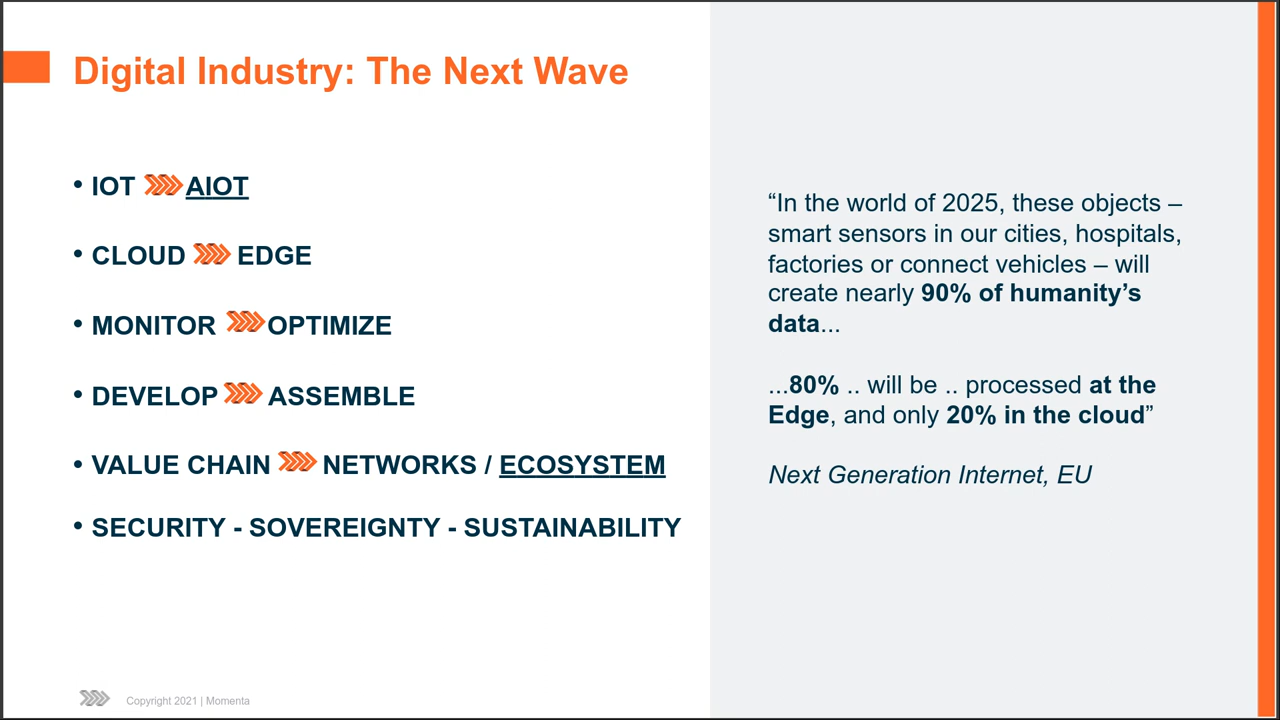 Digital Industry: The Next Wave
• IOT AIOT
• CLOUD EDGE
• MONITOR OPTIMIZE
• DEVELOP ASSEMBLE
• VALUE CHAIN NETWORKS / ECOSYSTEM
• SECURITY - SOVEREIGNTY - SUSTAINABILITY
“In the world of 2025, these objects –
smart sensors in our cities, hospitals,
factories or connect vehicles – will
create nearly 90% of humanity’s
data...
...80% .. will be .. processed at the
Edge, and only 20% in the cloud”
Next Generation Internet, EU
Copyright 2021 | Momenta